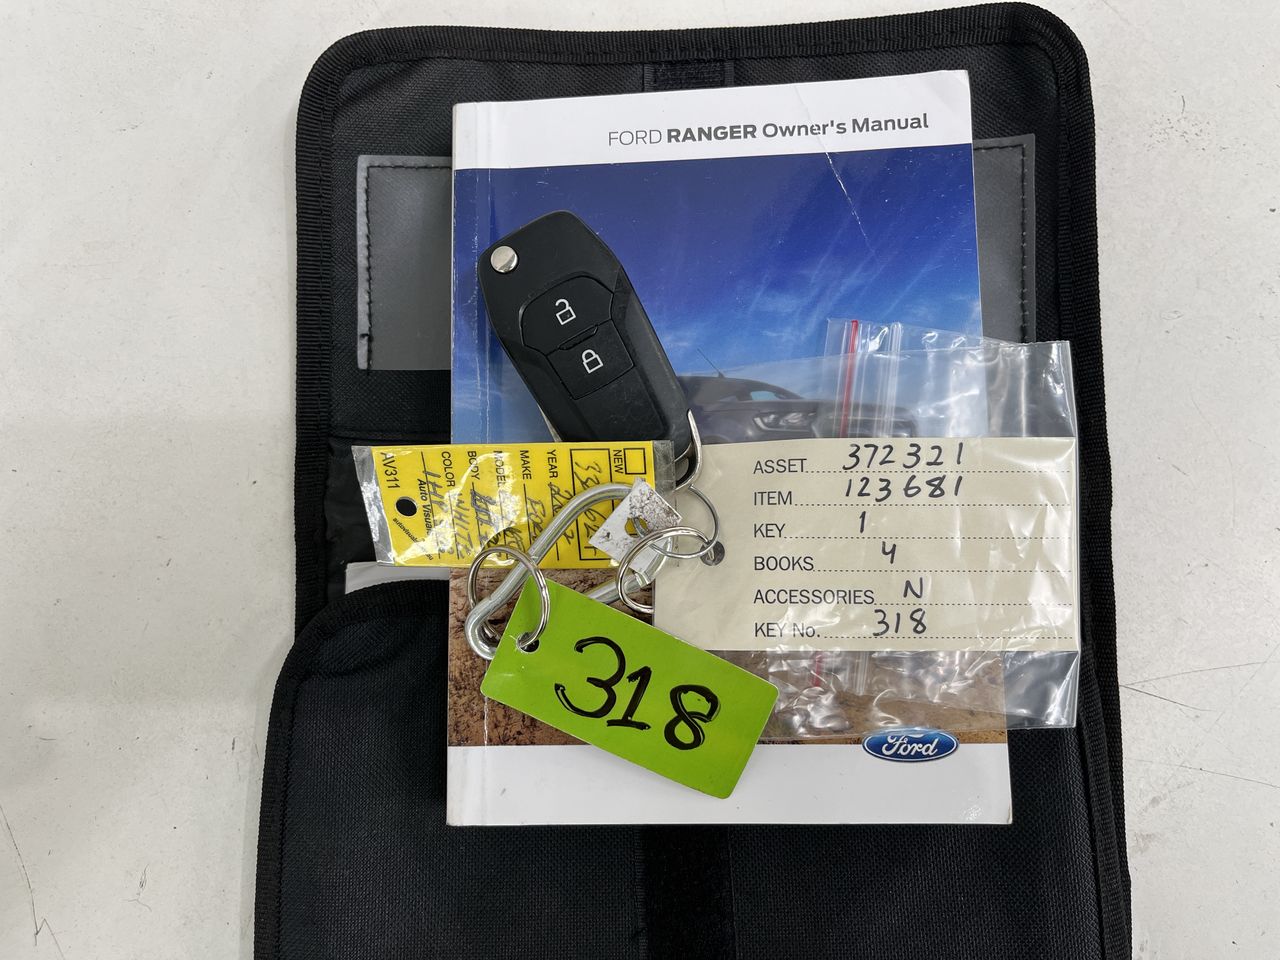 FORD RANGER Owner's Manual
ASSET 372321
ITEM 123681
KEY 1
BOOKS 4
ACCESSORIES N
KEY No. 318
NEW
YEAR
MAKE
BODY
COLOR WHITE
AV311
318
Ford